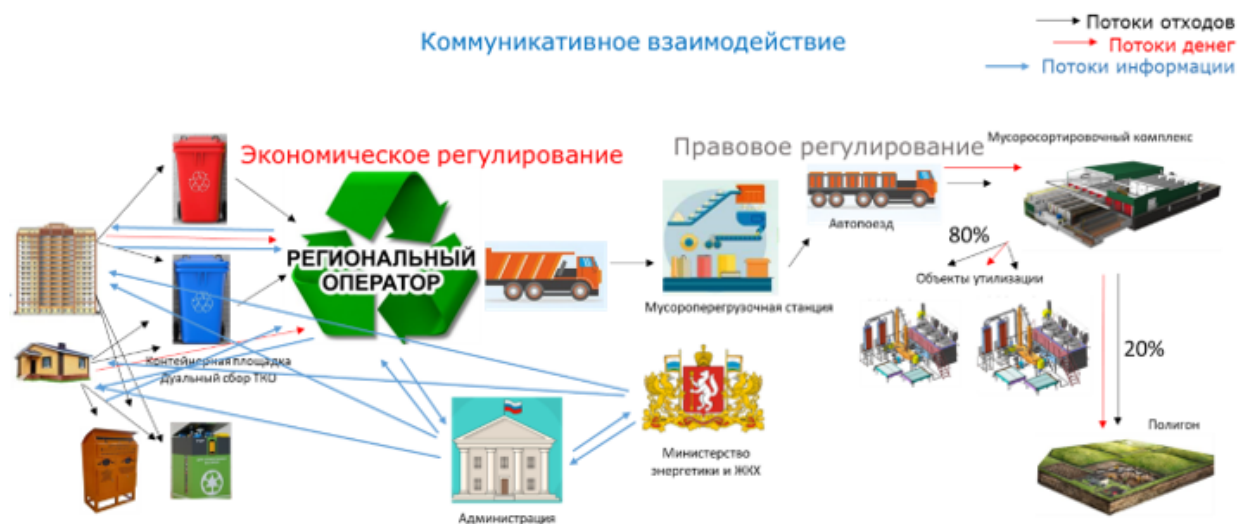 Коммуникативное взаимодействие
Потоки отходов
Потоки денег
Потоки информации
Экономическое регулирование
Правовое регулирование
Мусоросортировочный комплекс
РЕГИОНАЛЬНЫЙ
ОПЕРАТОР
Автопоезд
80%
Объекты утилизации
Мусороперегрузочная станция
20%
Контейнерная площадка
Дуальный сбор ТКО
Полигон
Министерство
энергетики и ЖКХ
Администрация